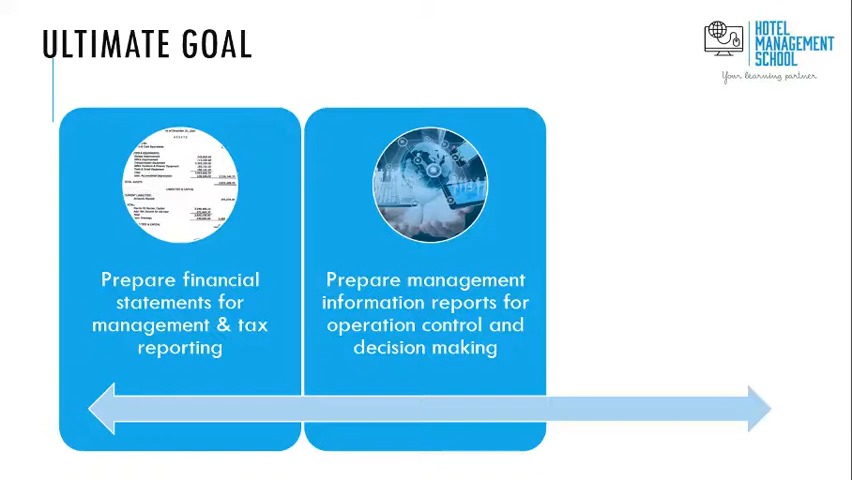 ULTIMATE GOAL
HOTEL
MANAGEMENT
SCHOOL
Your learning partner
Prepare financial
statements for
management & tax
reporting
Prepare management
information reports for
operation control and
decision making